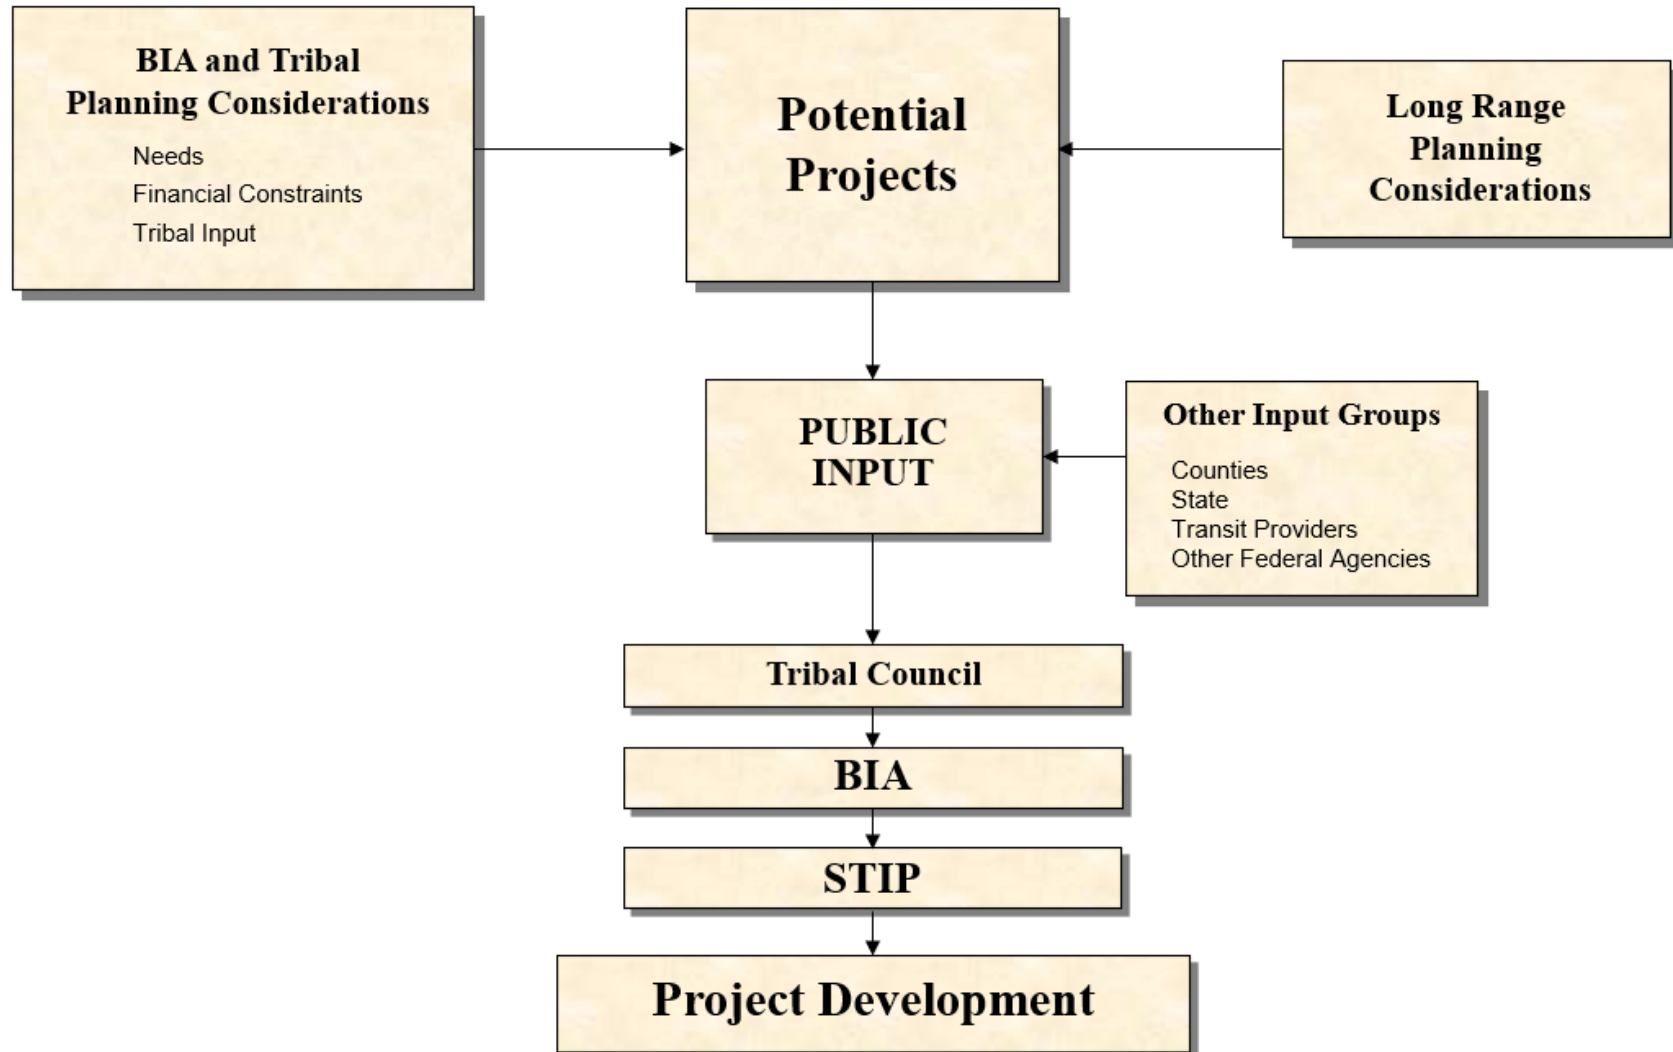 BIA and Tribal
Planning Considerations
Needs
Financial Constraints
Tribal Input
Potential
Projects
Long Range
Planning
Considerations
PUBLIC
INPUT
Other Input Groups
Counties
State
Transit Providers
Other Federal Agencies
Tribal Council
BIA
STIP
Project Development